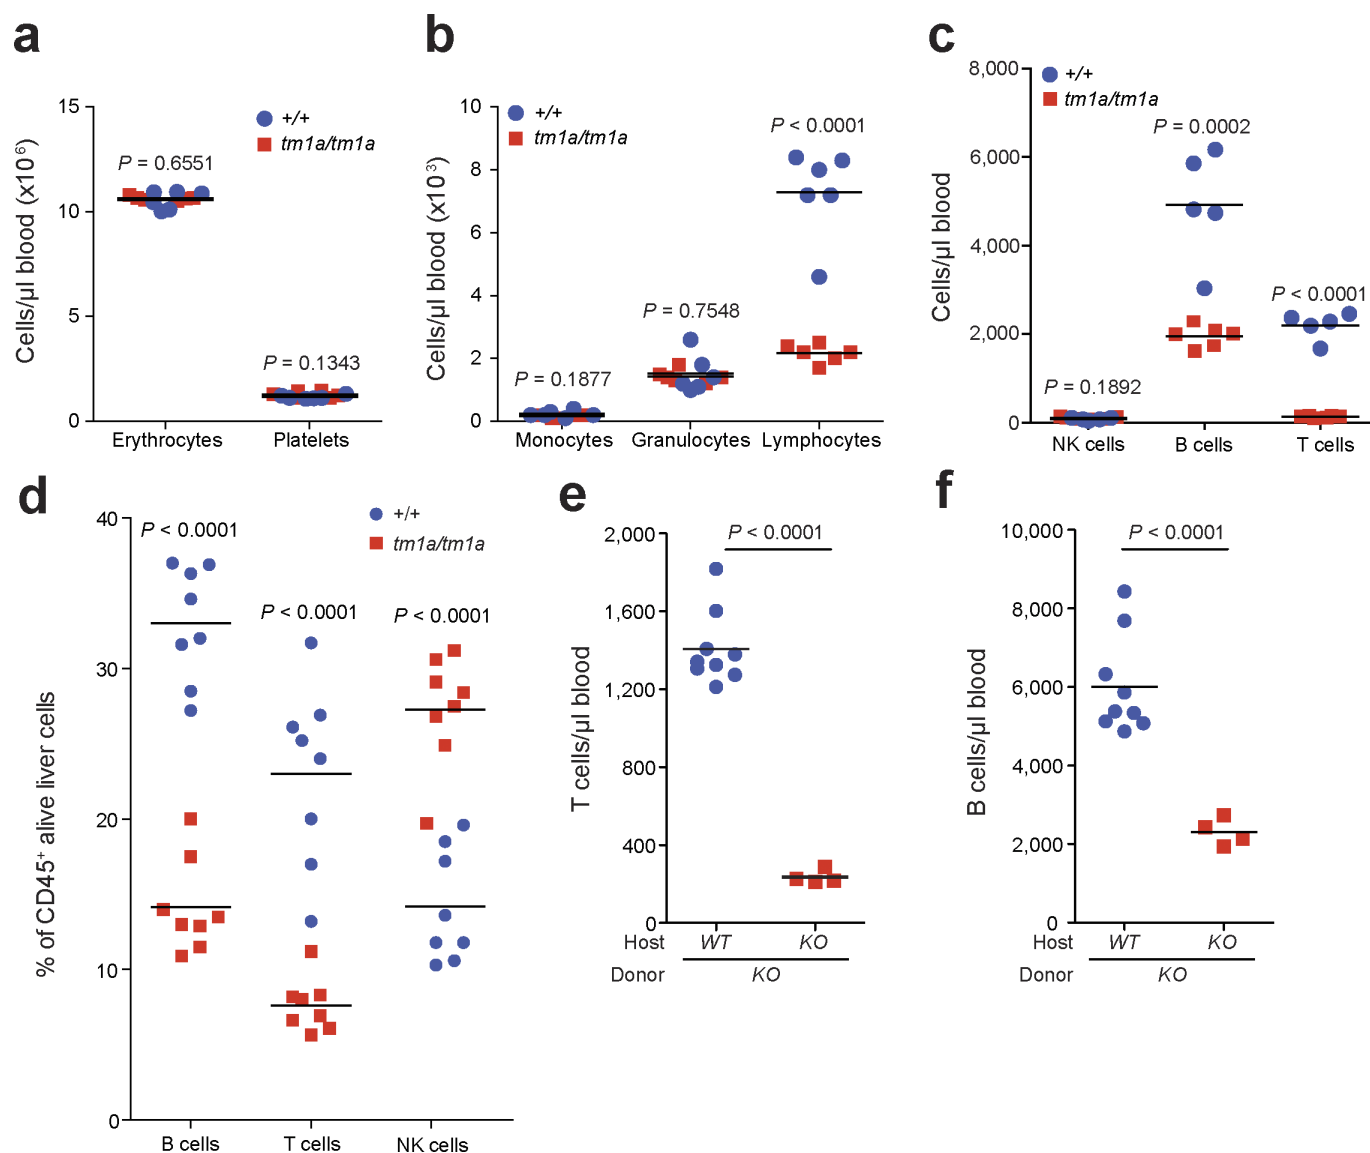 a
Cells/µl blood (x10⁶)
15
10
5
0
+/+
tm1a/tm1a
P = 0.6551
P = 0.1343
Erythrocytes
Platelets
b
Cells/µl blood (x10³)
10
8
6
4
2
0
+/+
tm1a/tm1a
P < 0.0001
P = 0.7548
P = 0.1877
Monocytes
Granulocytes
Lymphocytes
c
Cells/µl blood
8,000
6,000
4,000
2,000
0
+/+
tm1a/tm1a
P = 0.0002
P < 0.0001
P = 0.1892
NK cells
B cells
T cells
d
% of CD45⁺ alive liver cells
40
30
20
10
0
+/+
tm1a/tm1a
P < 0.0001
P < 0.0001
P < 0.0001
B cells
T cells
NK cells
e
T cells/µl blood
2,000
1,600
1,200
800
400
0
P < 0.0001
Host WT KO
Donor KO
f
B cells/µl blood
10,000
8,000
6,000
4,000
2,000
0
P < 0.0001
Host WT KO
Donor KO